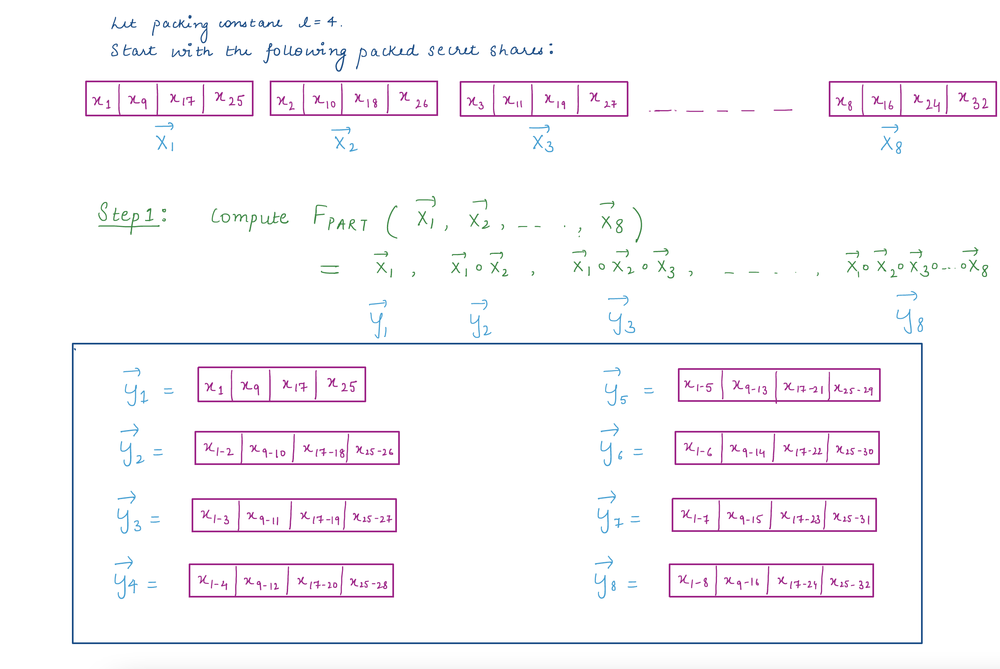 Let packing constant l = 4.
Start with the following packed secret shares:
x1 | x9 | x17 | x25   x2 | x10 | x18 | x26   x3 | x11 | x19 | x27 ------ x8 | x16 | x24 | x32
→X1   →X2   →X3   →X8
Step 1: Compute F_PART ( →X1, →X2, --- ., →X8 )
= →X1 , →X1 ∘ →X2 , →X1 ∘ →X2 ∘ →X3 , - - . . . , →X1 ∘ →X2 ∘ →X3 ∘ -... ∘ →X8
→y1   →y2   →y3   →y8
→y1 = x1 | x9 | x17 | x25
→y2 = x1-2 | x9-10 | x17-18 | x25-26
→y3 = x1-3 | x9-11 | x17-19 | x25-27
→y4 = x1-4 | x9-12 | x17-20 | x25-28
→y5 = x1-5 | x9-13 | x17-21 | x25-29
→y6 = x1-6 | x9-14 | x17-22 | x25-30
→y7 = x1-7 | x9-15 | x17-23 | x25-31
→y8 = x1-8 | x9-16 | x17-24 | x25-32